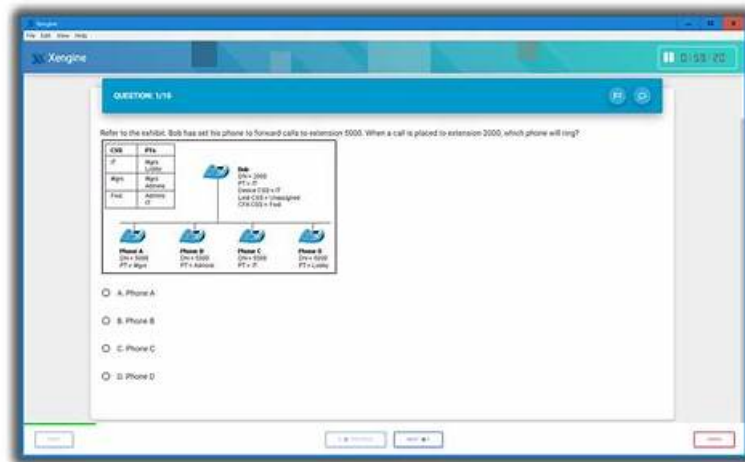 Xengine
File Edit View Help
Xengine
0:59:20
QUESTION: 1/10
Refer to the exhibit. Bob has set his phone to forward calls to extension 5000. When a call is placed to extension 2000, which phone will ring?
CSS PTs
IT Mgrs
Lobby
Mgrs Mgrs
Admins
Fwd Admins
IT
Bob
DN = 2000
PT = IT
Device CSS = IT
Line CSS = Unassigned
CFA CSS = Fwd
Phone A
DN = 5000
PT = Mgrs
Phone B
DN = 5000
PT = Admins
Phone C
DN = 5000
PT = IT
Phone D
DN = 5000
PT = Lobby
A. Phone A
B. Phone B
C. Phone C
D. Phone D
NEXT